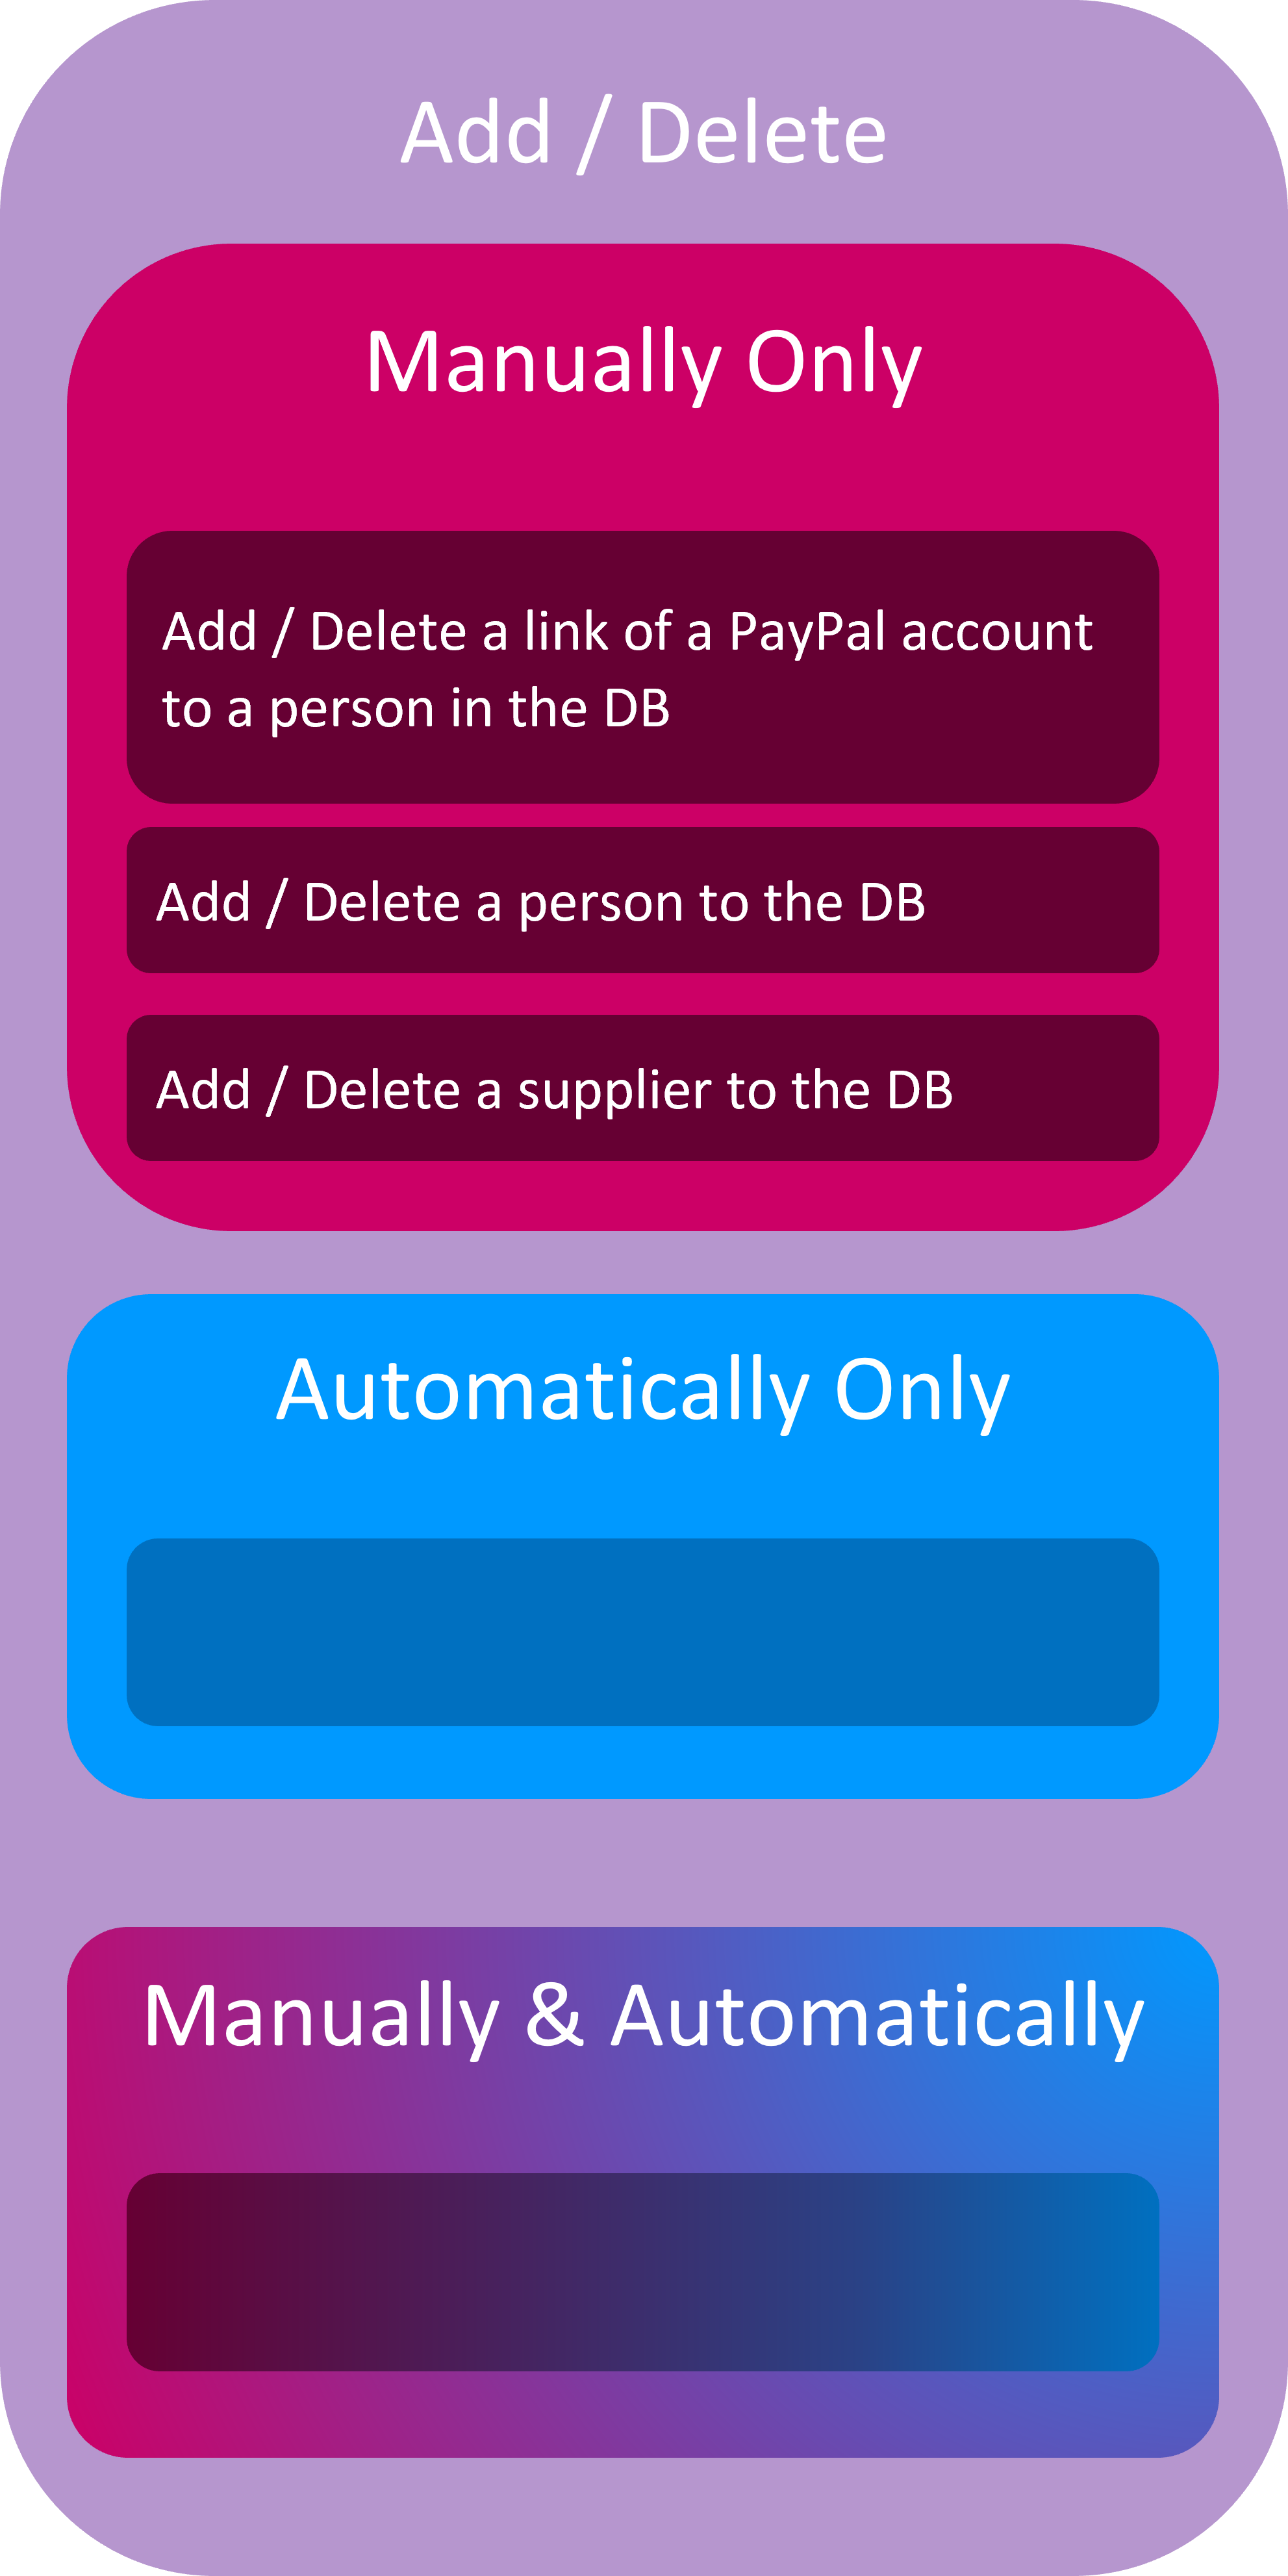 Add / Delete
Manually Only
Add / Delete a link of a PayPal account
to a person in the DB
Add / Delete a person to the DB
Add / Delete a supplier to the DB
Automatically Only
Manually & Automatically